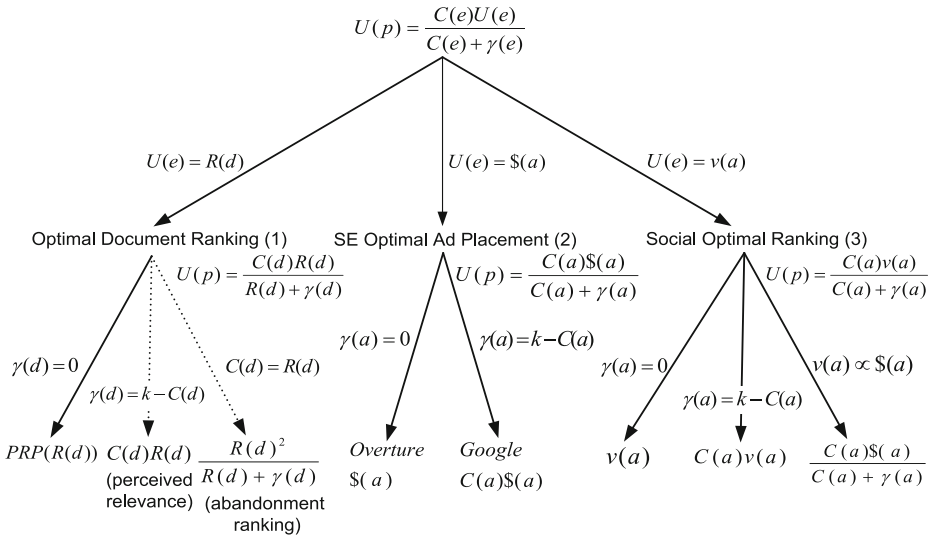 U(p) = C(e)U(e) / C(e) + γ(e)
U(e) = R(d)
U(e) = $(a)
U(e) = v(a)
Optimal Document Ranking (1)
SE Optimal Ad Placement (2)
Social Optimal Ranking (3)
U(p) = C(d)R(d) / R(d) + γ(d)
U(p) = C(a)$(a) / C(a) + γ(a)
U(p) = C(a)v(a) / C(a) + γ(a)
γ(d) = 0
γ(d) = k − C(d)
C(d) = R(d)
γ(a) = 0
γ(a) = k − C(a)
γ(a) = 0
γ(a) = k − C(a)
v(a) ∝ $(a)
PRP(R(d))
C(d)R(d)
(perceived
relevance)
R(d)² / R(d) + γ(d)
(abandonment
ranking)
Overture
$(a)
Google
C(a)$(a)
v(a)
C(a)v(a)
C(a)$(a) / C(a) + γ(a)